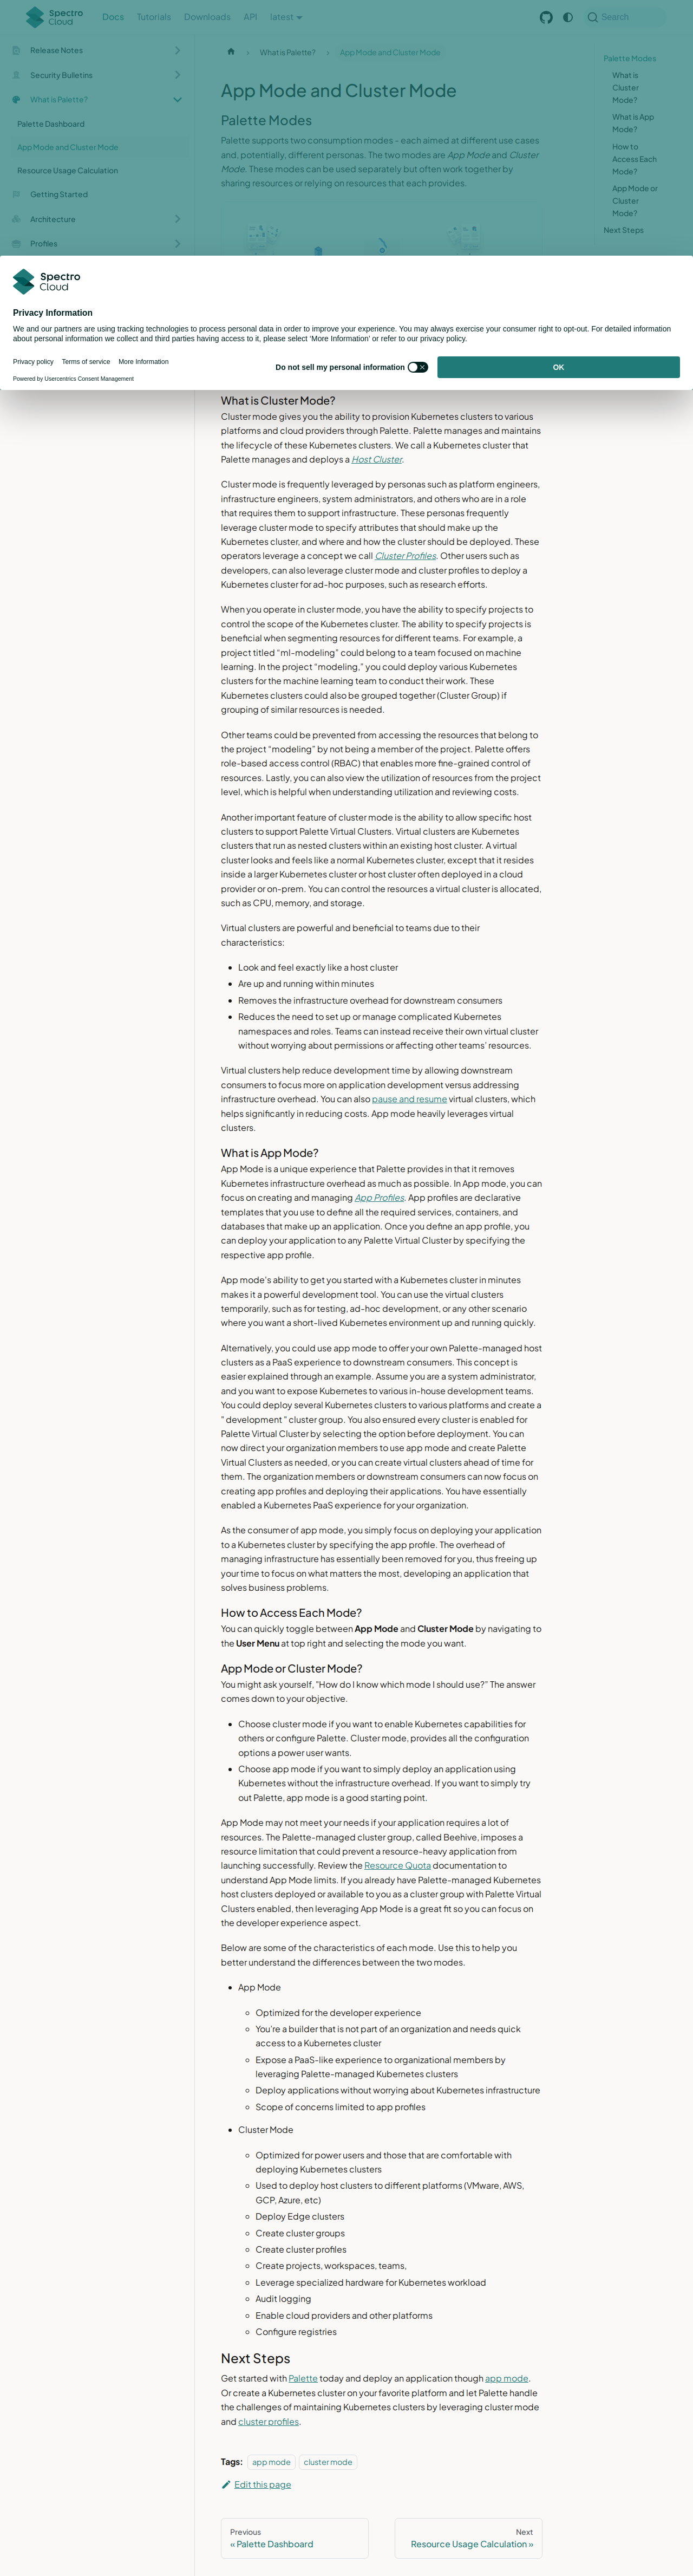 Spectro Cloud
Docs
Tutorials
Downloads
API
latest
Search
Release Notes
Security Bulletins
What is Palette?
Palette Dashboard
App Mode and Cluster Mode
Resource Usage Calculation
Getting Started
Architecture
Profiles
What is Palette?
App Mode and Cluster Mode
App Mode and Cluster Mode
Palette Modes
Palette supports two consumption modes - each aimed at different use cases
and, potentially, different personas. The two modes are App Mode and Cluster
Mode. These modes can be used separately but often work together by
sharing resources or relying on resources that each provides.
Palette Modes
What is
Cluster
Mode?
What is App
Mode?
How to
Access Each
Mode?
App Mode or
Cluster
Mode?
Next Steps
Spectro
Cloud
Privacy Information
We and our partners are using tracking technologies to process personal data in order to improve your experience. You may always exercise your consumer right to opt-out. For detailed information
about personal information we collect and third parties having access to it, please select 'More Information' or refer to our privacy policy.
Privacy policy
Terms of service
More Information
Do not sell my personal information
OK
Powered by Usercentrics Consent Management
What is Cluster Mode?
Cluster mode gives you the ability to provision Kubernetes clusters to various
platforms and cloud providers through Palette. Palette manages and maintains
the lifecycle of these Kubernetes clusters. We call a Kubernetes cluster that
Palette manages and deploys a Host Cluster.
Cluster mode is frequently leveraged by personas such as platform engineers,
infrastructure engineers, system administrators, and others who are in a role
that requires them to support infrastructure. These personas frequently
leverage cluster mode to specify attributes that should make up the
Kubernetes cluster, and where and how the cluster should be deployed. These
operators leverage a concept we call Cluster Profiles. Other users such as
developers, can also leverage cluster mode and cluster profiles to deploy a
Kubernetes cluster for ad-hoc purposes, such as research efforts.
When you operate in cluster mode, you have the ability to specify projects to
control the scope of the Kubernetes cluster. The ability to specify projects is
beneficial when segmenting resources for different teams. For example, a
project titled “ml-modeling” could belong to a team focused on machine
learning. In the project “modeling,” you could deploy various Kubernetes
clusters for the machine learning team to conduct their work. These
Kubernetes clusters could also be grouped together (Cluster Group) if
grouping of similar resources is needed.
Other teams could be prevented from accessing the resources that belong to
the project “modeling” by not being a member of the project. Palette offers
role-based access control (RBAC) that enables more fine-grained control of
resources. Lastly, you can also view the utilization of resources from the project
level, which is helpful when understanding utilization and reviewing costs.
Another important feature of cluster mode is the ability to allow specific host
clusters to support Palette Virtual Clusters. Virtual clusters are Kubernetes
clusters that run as nested clusters within an existing host cluster. A virtual
cluster looks and feels like a normal Kubernetes cluster, except that it resides
inside a larger Kubernetes cluster or host cluster often deployed in a cloud
provider or on-prem. You can control the resources a virtual cluster is allocated,
such as CPU, memory, and storage.
Virtual clusters are powerful and beneficial to teams due to their
characteristics:
Look and feel exactly like a host cluster
Are up and running within minutes
Removes the infrastructure overhead for downstream consumers
Reduces the need to set up or manage complicated Kubernetes
namespaces and roles. Teams can instead receive their own virtual cluster
without worrying about permissions or affecting other teams’ resources.
Virtual clusters help reduce development time by allowing downstream
consumers to focus more on application development versus addressing
infrastructure overhead. You can also pause and resume virtual clusters, which
helps significantly in reducing costs. App mode heavily leverages virtual
clusters.
What is App Mode?
App Mode is a unique experience that Palette provides in that it removes
Kubernetes infrastructure overhead as much as possible. In App mode, you can
focus on creating and managing App Profiles. App profiles are declarative
templates that you use to define all the required services, containers, and
databases that make up an application. Once you define an app profile, you
can deploy your application to any Palette Virtual Cluster by specifying the
respective app profile.
App mode’s ability to get you started with a Kubernetes cluster in minutes
makes it a powerful development tool. You can use the virtual clusters
temporarily, such as for testing, ad-hoc development, or any other scenario
where you want a short-lived Kubernetes environment up and running quickly.
Alternatively, you could use app mode to offer your own Palette-managed host
clusters as a PaaS experience to downstream consumers. This concept is
easier explained through an example. Assume you are a system administrator,
and you want to expose Kubernetes to various in-house development teams.
You could deploy several Kubernetes clusters to various platforms and create a
" development " cluster group. You also ensured every cluster is enabled for
Palette Virtual Cluster by selecting the option before deployment. You can
now direct your organization members to use app mode and create Palette
Virtual Clusters as needed, or you can create virtual clusters ahead of time for
them. The organization members or downstream consumers can now focus on
creating app profiles and deploying their applications. You have essentially
enabled a Kubernetes PaaS experience for your organization.
As the consumer of app mode, you simply focus on deploying your application
to a Kubernetes cluster by specifying the app profile. The overhead of
managing infrastructure has essentially been removed for you, thus freeing up
your time to focus on what matters the most, developing an application that
solves business problems.
How to Access Each Mode?
You can quickly toggle between App Mode and Cluster Mode by navigating to
the User Menu at top right and selecting the mode you want.
App Mode or Cluster Mode?
You might ask yourself, "How do I know which mode I should use?” The answer
comes down to your objective.
Choose cluster mode if you want to enable Kubernetes capabilities for
others or configure Palette. Cluster mode, provides all the configuration
options a power user wants.
Choose app mode if you want to simply deploy an application using
Kubernetes without the infrastructure overhead. If you want to simply try
out Palette, app mode is a good starting point.
App Mode may not meet your needs if your application requires a lot of
resources. The Palette-managed cluster group, called Beehive, imposes a
resource limitation that could prevent a resource-heavy application from
launching successfully. Review the Resource Quota documentation to
understand App Mode limits. If you already have Palette-managed Kubernetes
host clusters deployed or available to you as a cluster group with Palette Virtual
Clusters enabled, then leveraging App Mode is a great fit so you can focus on
the developer experience aspect.
Below are some of the characteristics of each mode. Use this to help you
better understand the differences between the two modes.
App Mode
Optimized for the developer experience
You’re a builder that is not part of an organization and needs quick
access to a Kubernetes cluster
Expose a PaaS-like experience to organizational members by
leveraging Palette-managed Kubernetes clusters
Deploy applications without worrying about Kubernetes infrastructure
Scope of concerns limited to app profiles
Cluster Mode
Optimized for power users and those that are comfortable with
deploying Kubernetes clusters
Used to deploy host clusters to different platforms (VMware, AWS,
GCP, Azure, etc)
Deploy Edge clusters
Create cluster groups
Create cluster profiles
Create projects, workspaces, teams,
Leverage specialized hardware for Kubernetes workload
Audit logging
Enable cloud providers and other platforms
Configure registries
Next Steps
Get started with Palette today and deploy an application though app mode.
Or create a Kubernetes cluster on your favorite platform and let Palette handle
the challenges of maintaining Kubernetes clusters by leveraging cluster mode
and cluster profiles.
Tags: app mode cluster mode
Edit this page
Previous
« Palette Dashboard
Next
Resource Usage Calculation »